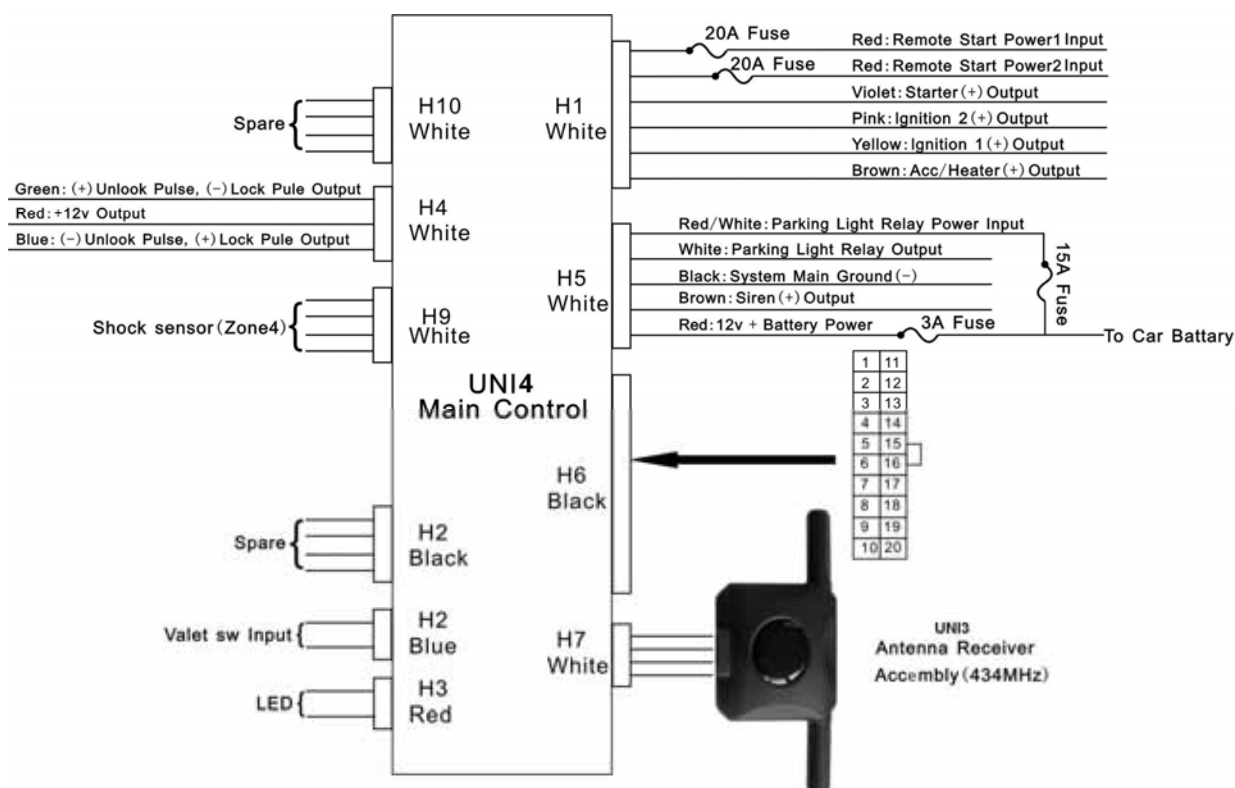 20A Fuse
Red:Remote Start Power1 Input
20A Fuse
Red:Remote Start Power2 Input
Violet:Starter(+) Output
Pink:Ignition 2(+) Output
Yellow:Ignition 1(+) Output
Brown:Acc/Heater(+) Output
H1
White
H10
White
Spare
Green:(+)Unlook Pulse, (-)Lock Pule Output
Red:+12v Output
Blue:(-)Unlook Pulse, (+)Lock Pule Output
H4
White
Red/White:Parking Light Relay Power Input
White:Parking Light Relay Output
Black:System Main Ground(-)
Brown:Siren(+) Output
Red:12v + Battery Power
3A Fuse
15A Fuse
To Car Battary
H5
White
Shock sensor(Zone4)
H9
White
UNI4
Main Control
1 11
2 12
3 13
4 14
5 15
6 16
7 17
8 18
9 19
10 20
H6
Black
Spare
H2
Black
Valet sw Input
H2
Blue
LED
H3
Red
H7
White
UNI3
Antenna Receiver
Accembly(434MHz)